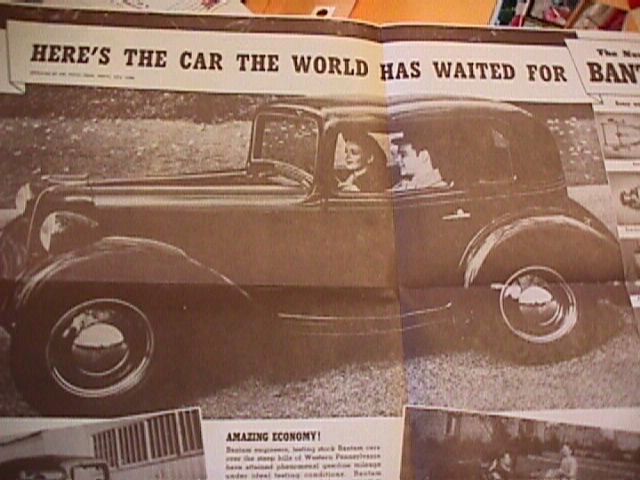 HERE'S THE CAR THE WORLD HAS WAITED FOR
The
BANT
AMAZING ECONOMY!
Bantam engineers, testing stock Bantam cars
over the steep hills of Western Pennsylvania
have attained phenomenal gasoline mileage
under ideal testing conditions. Bantam